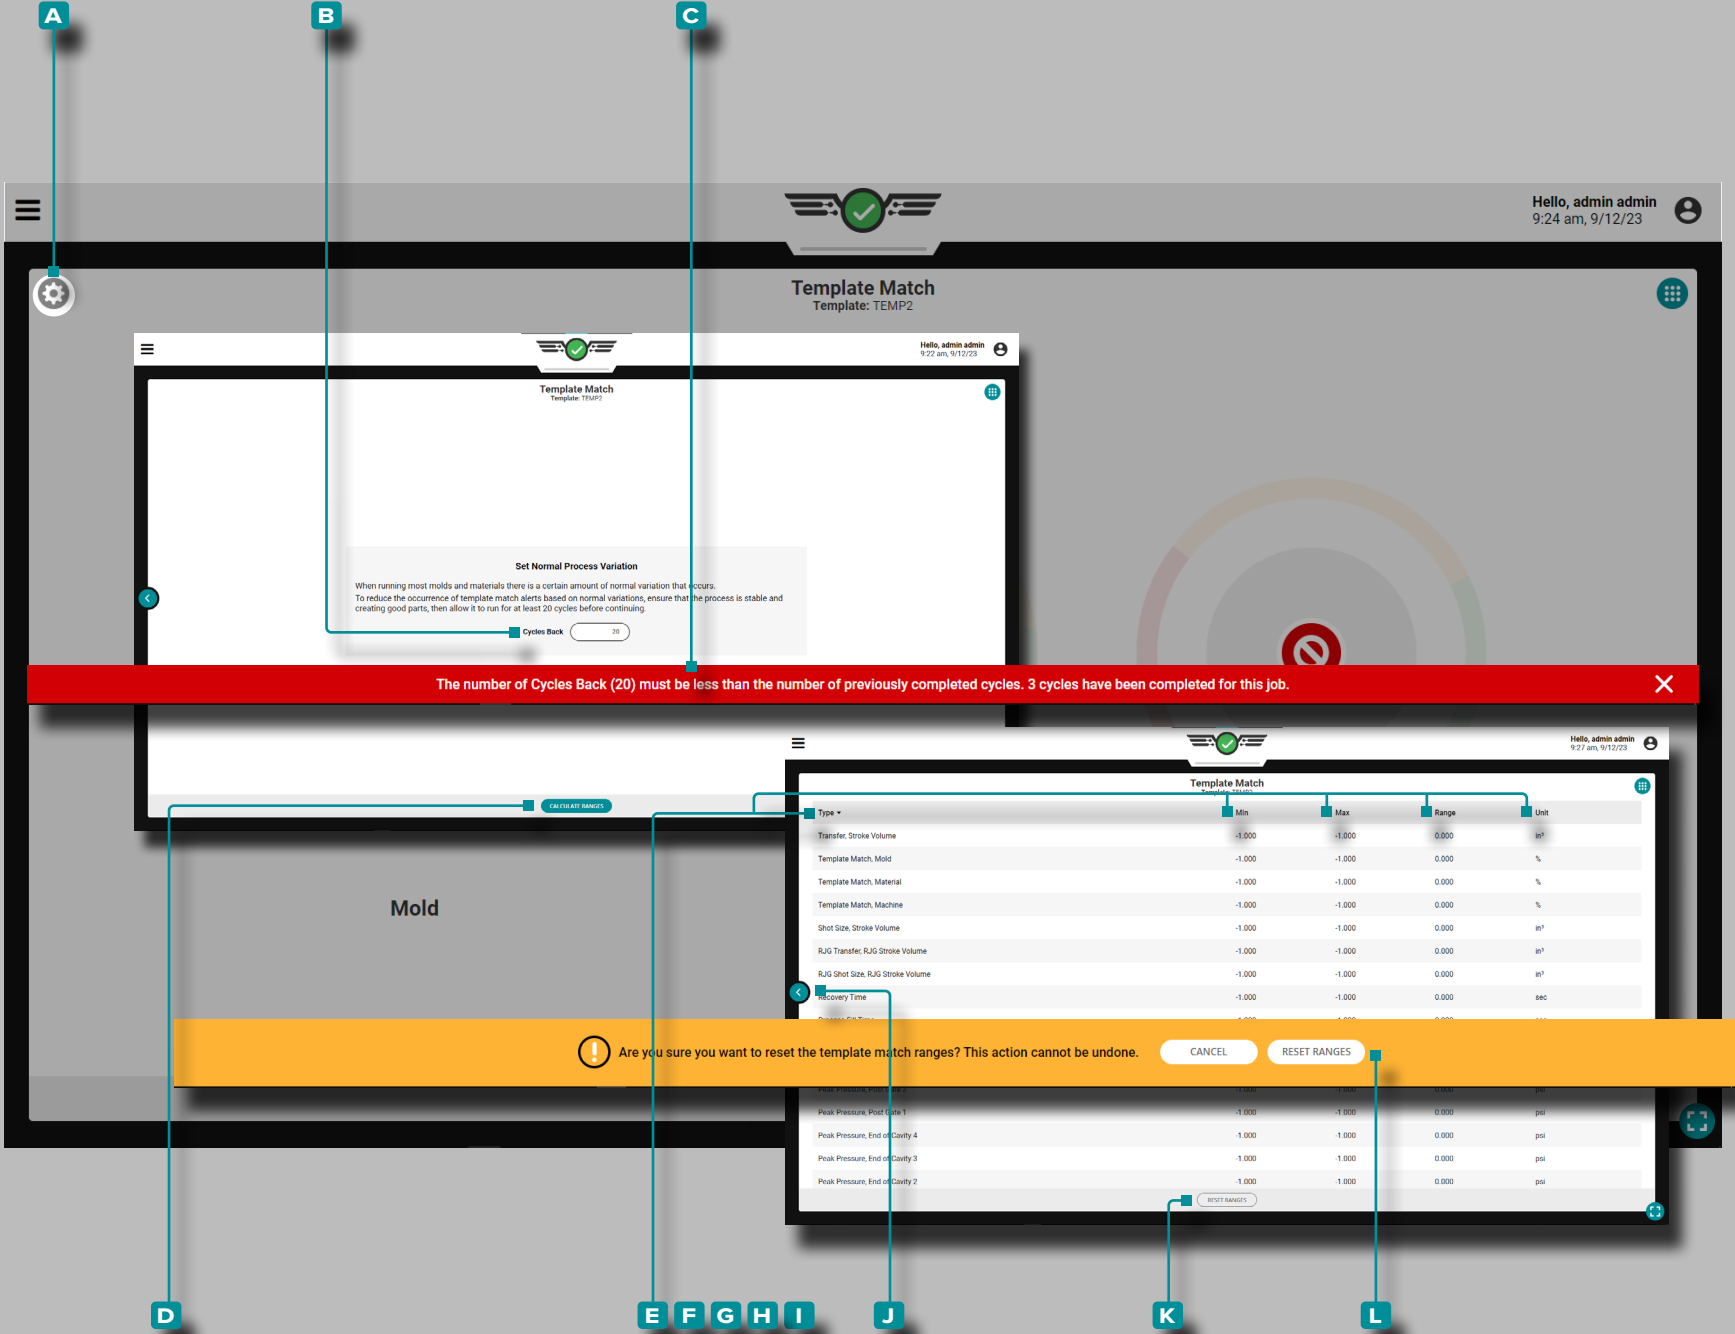 A B C
Hello, admin admin
9:24 am, 9/12/23
Template Match
Template: TEMP2
Hello, admin admin
9:22 am, 9/12/23
Template Match
Template: TEMP2
Set Normal Process Variation
When running most molds and materials there is a certain amount of normal variation that occurs.
To reduce the occurrence of template match alerts based on normal variations, ensure that the process is stable and
creating good parts, then allow it to run for at least 20 cycles before continuing.
Cycles Back 20
The number of Cycles Back (20) must be less than the number of previously completed cycles. 3 cycles have been completed for this job.
CALCULATE RANGES
Mold
Hello, admin admin
9:27 am, 9/12/23
Template Match
Type Min Max Range Unit
Transfer, Stroke Volume -1.000 -1.000 0.000 in³
Template Match, Mold -1.000 -1.000 0.000 %
Template Match, Material -1.000 -1.000 0.000 %
Template Match, Machine -1.000 -1.000 0.000 %
Shot Size, Stroke Volume -1.000 -1.000 0.000 in³
RJG Transfer, RJG Stroke Volume -1.000 -1.000 0.000 in³
RJG Shot Size, RJG Stroke Volume -1.000 -1.000 0.000 in³
Recovery Time -1.000 -1.000 0.000 sec
Are you sure you want to reset the template match ranges? This action cannot be undone. CANCEL RESET RANGES
Peak Pressure, Post Gate 1 -1.000 -1.000 0.000 psi
Peak Pressure, End of Cavity 4 -1.000 -1.000 0.000 psi
Peak Pressure, End of Cavity 3 -1.000 -1.000 0.000 psi
Peak Pressure, End of Cavity 2 -1.000 -1.000 0.000 psi
RESET RANGES
D E F G H I J K L